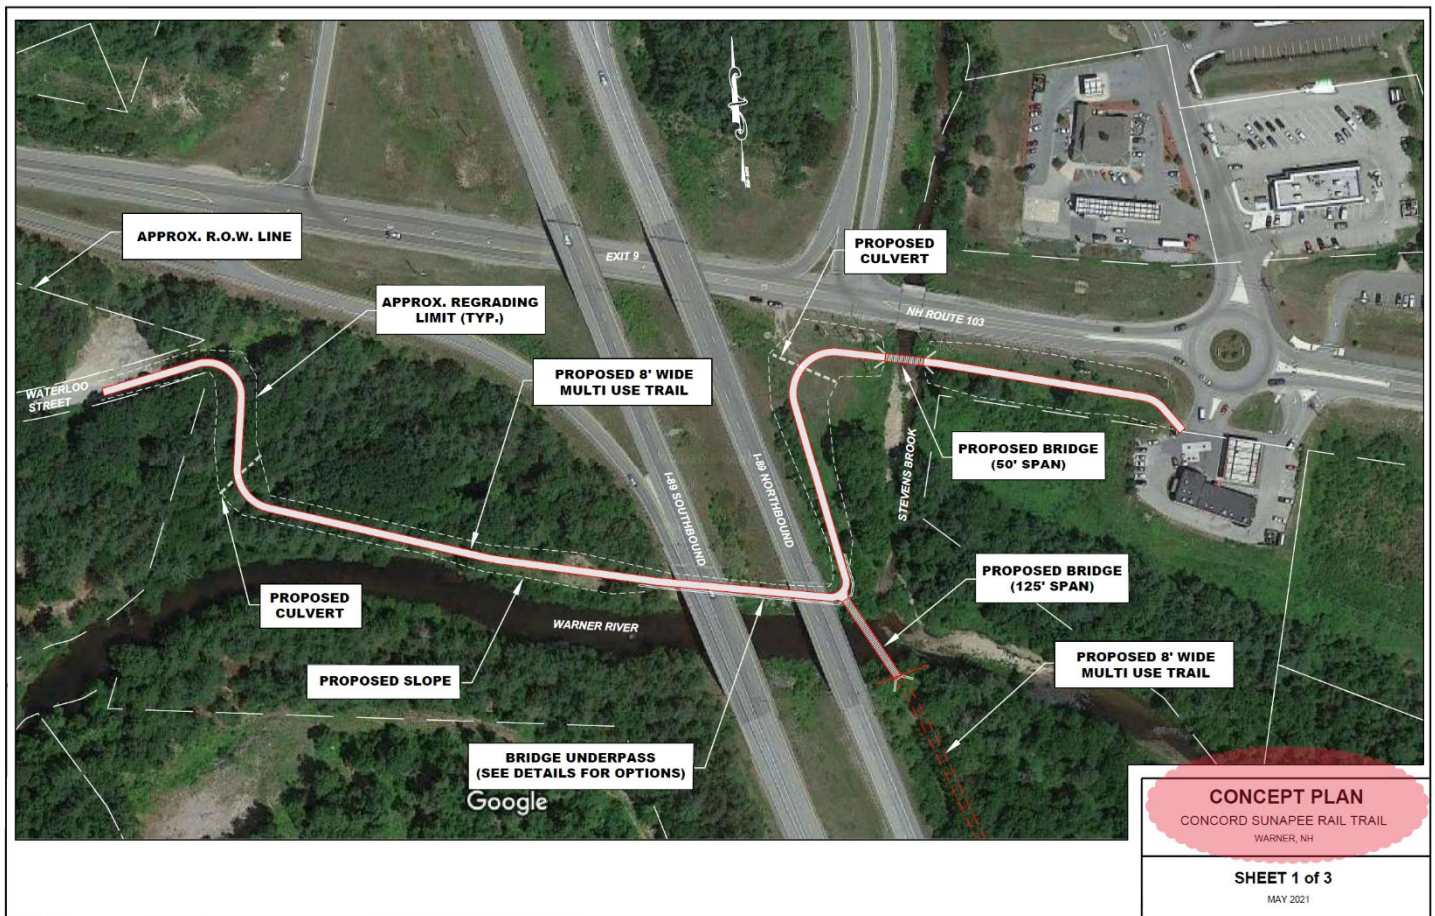 APPROX. R.O.W. LINE
PROPOSED
CULVERT
EXIT 9
APPROX. REGRADING
LIMIT (TYP.)
NH ROUTE 103
WATERLOO
STREET
PROPOSED 8' WIDE
MULTI USE TRAIL
PROPOSED BRIDGE
(50' SPAN)
STEVENS BROOK
I-89 SOUTHBOUND
I-89 NORTHBOUND
PROPOSED
CULVERT
PROPOSED BRIDGE
(125' SPAN)
WARNER RIVER
PROPOSED SLOPE
PROPOSED 8' WIDE
MULTI USE TRAIL
BRIDGE UNDERPASS
(SEE DETAILS FOR OPTIONS)
Google
CONCEPT PLAN
CONCORD SUNAPEE RAIL TRAIL
WARNER, NH
SHEET 1 of 3
MAY 2021